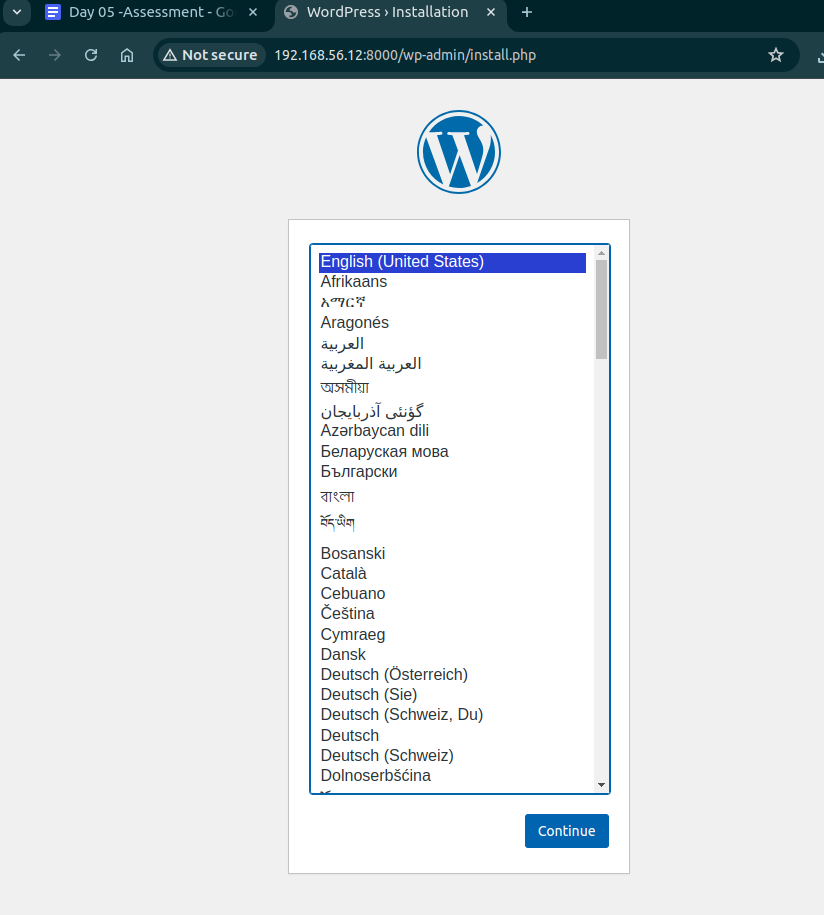 Day 05 -Assessment - Go
WordPress › Installation
Not secure
192.168.56.12:8000/wp-admin/install.php
English (United States)
Afrikaans
አማርኛ
Aragonés
العربية
العربية المغربية
অসমীয়া
گؤنئی آذربایجان
Azərbaycan dili
Беларуская мова
Български
বাংলা
བོད་ཡིག
Bosanski
Català
Cebuano
Čeština
Cymraeg
Dansk
Deutsch (Österreich)
Deutsch (Sie)
Deutsch (Schweiz, Du)
Deutsch
Deutsch (Schweiz)
Dolnoserbšćina
Continue